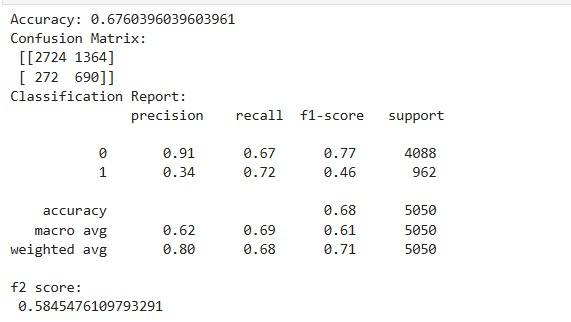 Accuracy: 0.6760396039603961
Confusion Matrix:
[[2724 1364]
[ 272 690]]
Classification Report:
precision recall f1-score support
0 0.91 0.67 0.77 4088
1 0.34 0.72 0.46 962
accuracy 0.68 5050
macro avg 0.62 0.69 0.61 5050
weighted avg 0.80 0.68 0.71 5050
f2 score:
0.5845476109793291